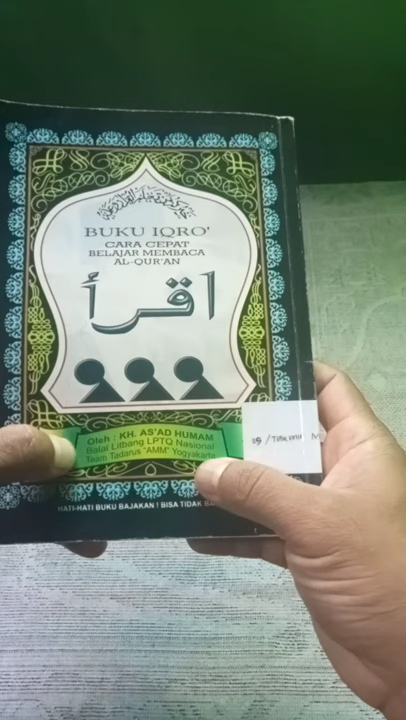 BUKU IQRO'
CARA CEPAT
BELAJAR MEMBACA
AL-QUR'AN
اقرأ
Oleh : KH. AS'AD HUMAM
Balai Litbang LPTQ Nasional
Team Tadarus "AMM" Yogyakarta
HATI-HATI BUKU BAJAKAN ! BISA TIDAK